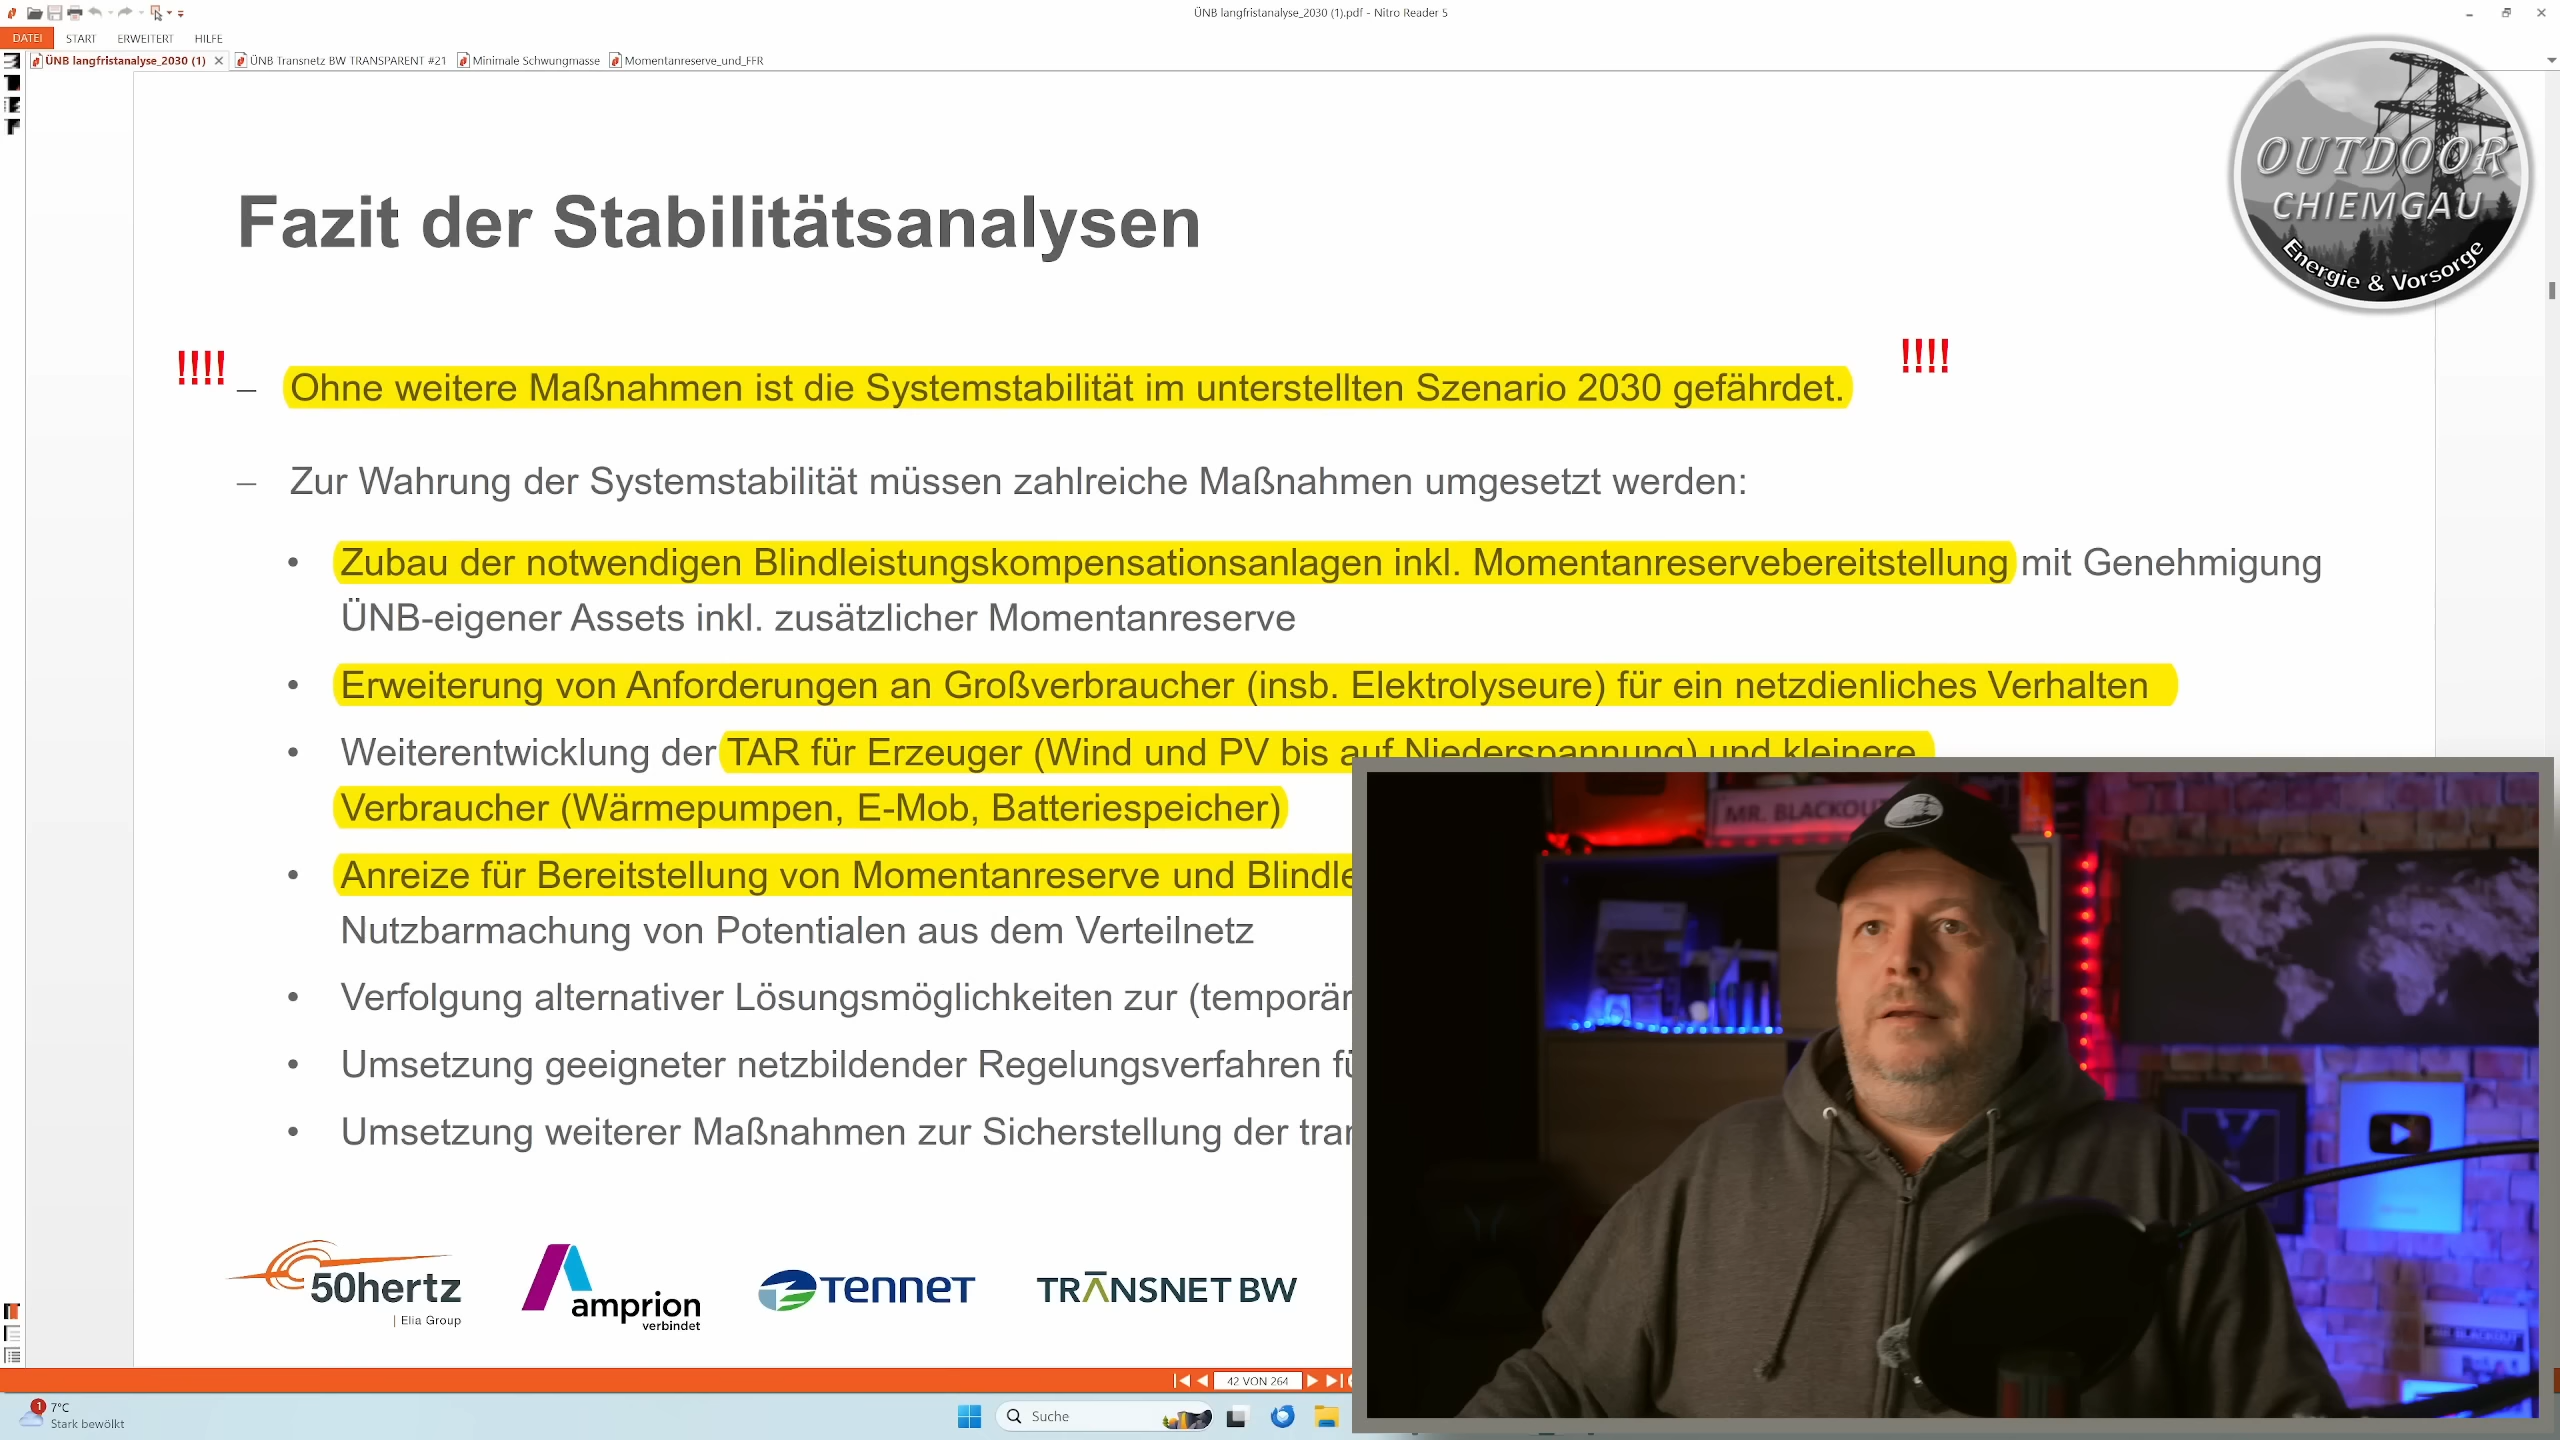 ÜNB langfristanalyse_2030 (1).pdf - Nitro Reader 5
DATEI START ERWEITERT HILFE
ÜNB langfristanalyse_2030 (1) ÜNB Transnetz BW TRANSPARENT #21 Minimale Schwungmasse Momentanreserve_und_FFR
OUTDOOR
CHIEMGAU
Energie & Vorsorge
Fazit der Stabilitätsanalysen
!!!! – Ohne weitere Maßnahmen ist die Systemstabilität im unterstellten Szenario 2030 gefährdet. !!!!
– Zur Wahrung der Systemstabilität müssen zahlreiche Maßnahmen umgesetzt werden:
• Zubau der notwendigen Blindleistungskompensationsanlagen inkl. Momentanreservebereitstellung mit Genehmigung
ÜNB-eigener Assets inkl. zusätzlicher Momentanreserve
• Erweiterung von Anforderungen an Großverbraucher (insb. Elektrolyseure) für ein netzdienliches Verhalten
• Weiterentwicklung der TAR für Erzeuger (Wind und PV bis auf Niederspannung) und kleinere
Verbraucher (Wärmepumpen, E-Mob, Batteriespeicher)
• Anreize für Bereitstellung von Momentanreserve und Blindle
Nutzbarmachung von Potentialen aus dem Verteilnetz
• Verfolgung alternativer Lösungsmöglichkeiten zur (temporär
• Umsetzung geeigneter netzbildender Regelungsverfahren fü
• Umsetzung weiterer Maßnahmen zur Sicherstellung der tran
MR. BLACKOUT
50hertz
| Elia Group
amprion
verbindet
TENNET
TRANSNET BW
42 VON 264
1
7°C
Stark bewölkt
Suche